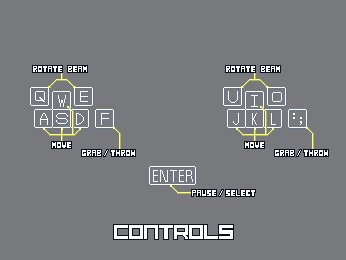 ROTATE BEAM ROTATE BEAM
Q W E U I O
A S D F J K L :;
MOVE MOVE
GRAB/THROW GRAB/THROW
ENTER
PAUSE/SELECT
CONTROLS